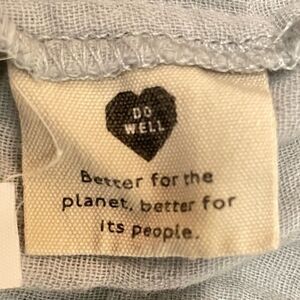 DO
WELL
Better for the
planet, better for
its people.